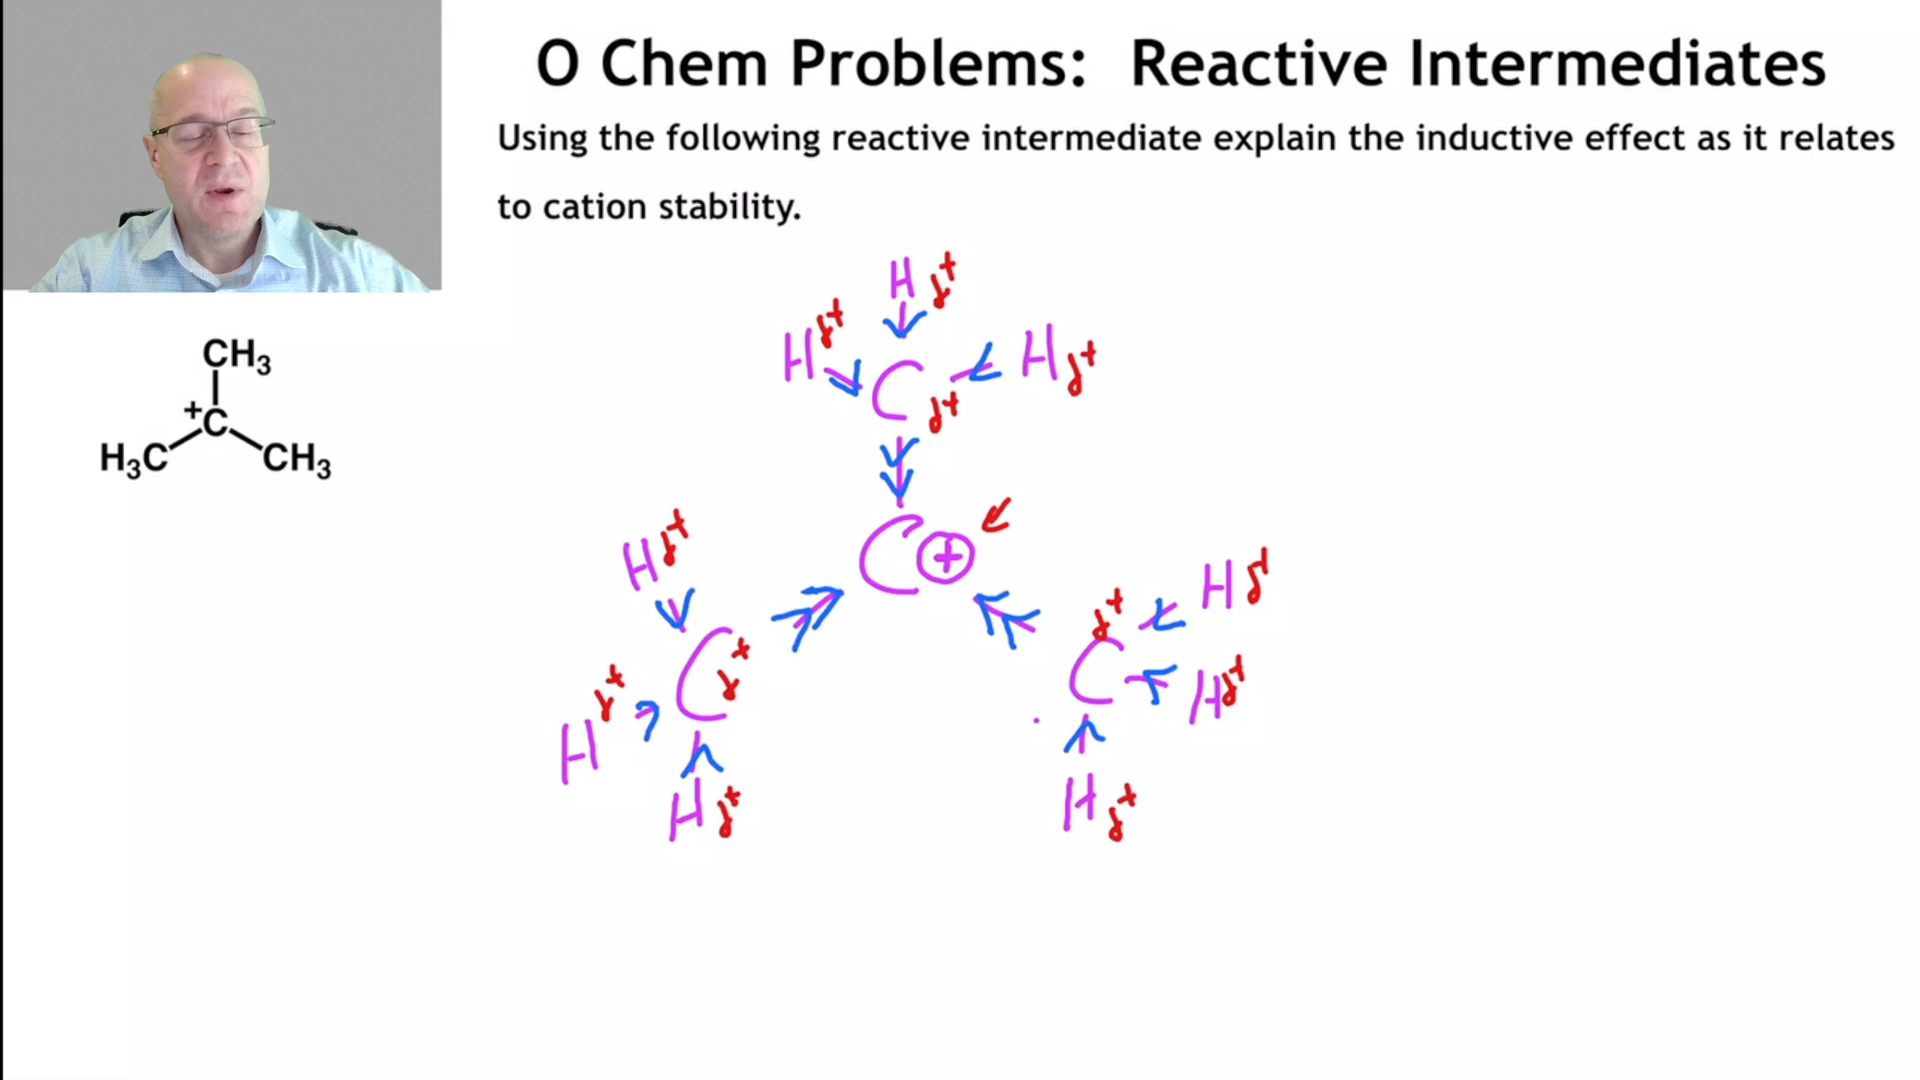 O Chem Problems: Reactive Intermediates
Using the following reactive intermediate explain the inductive effect as it relates
to cation stability.
CH₃
+C
H₃C CH₃
H δ+
H δ+
H δ+
C δ+
C +
H δ+
C δ+
H δ+
H δ+
H δ+
C δ+
H δ+
H δ+